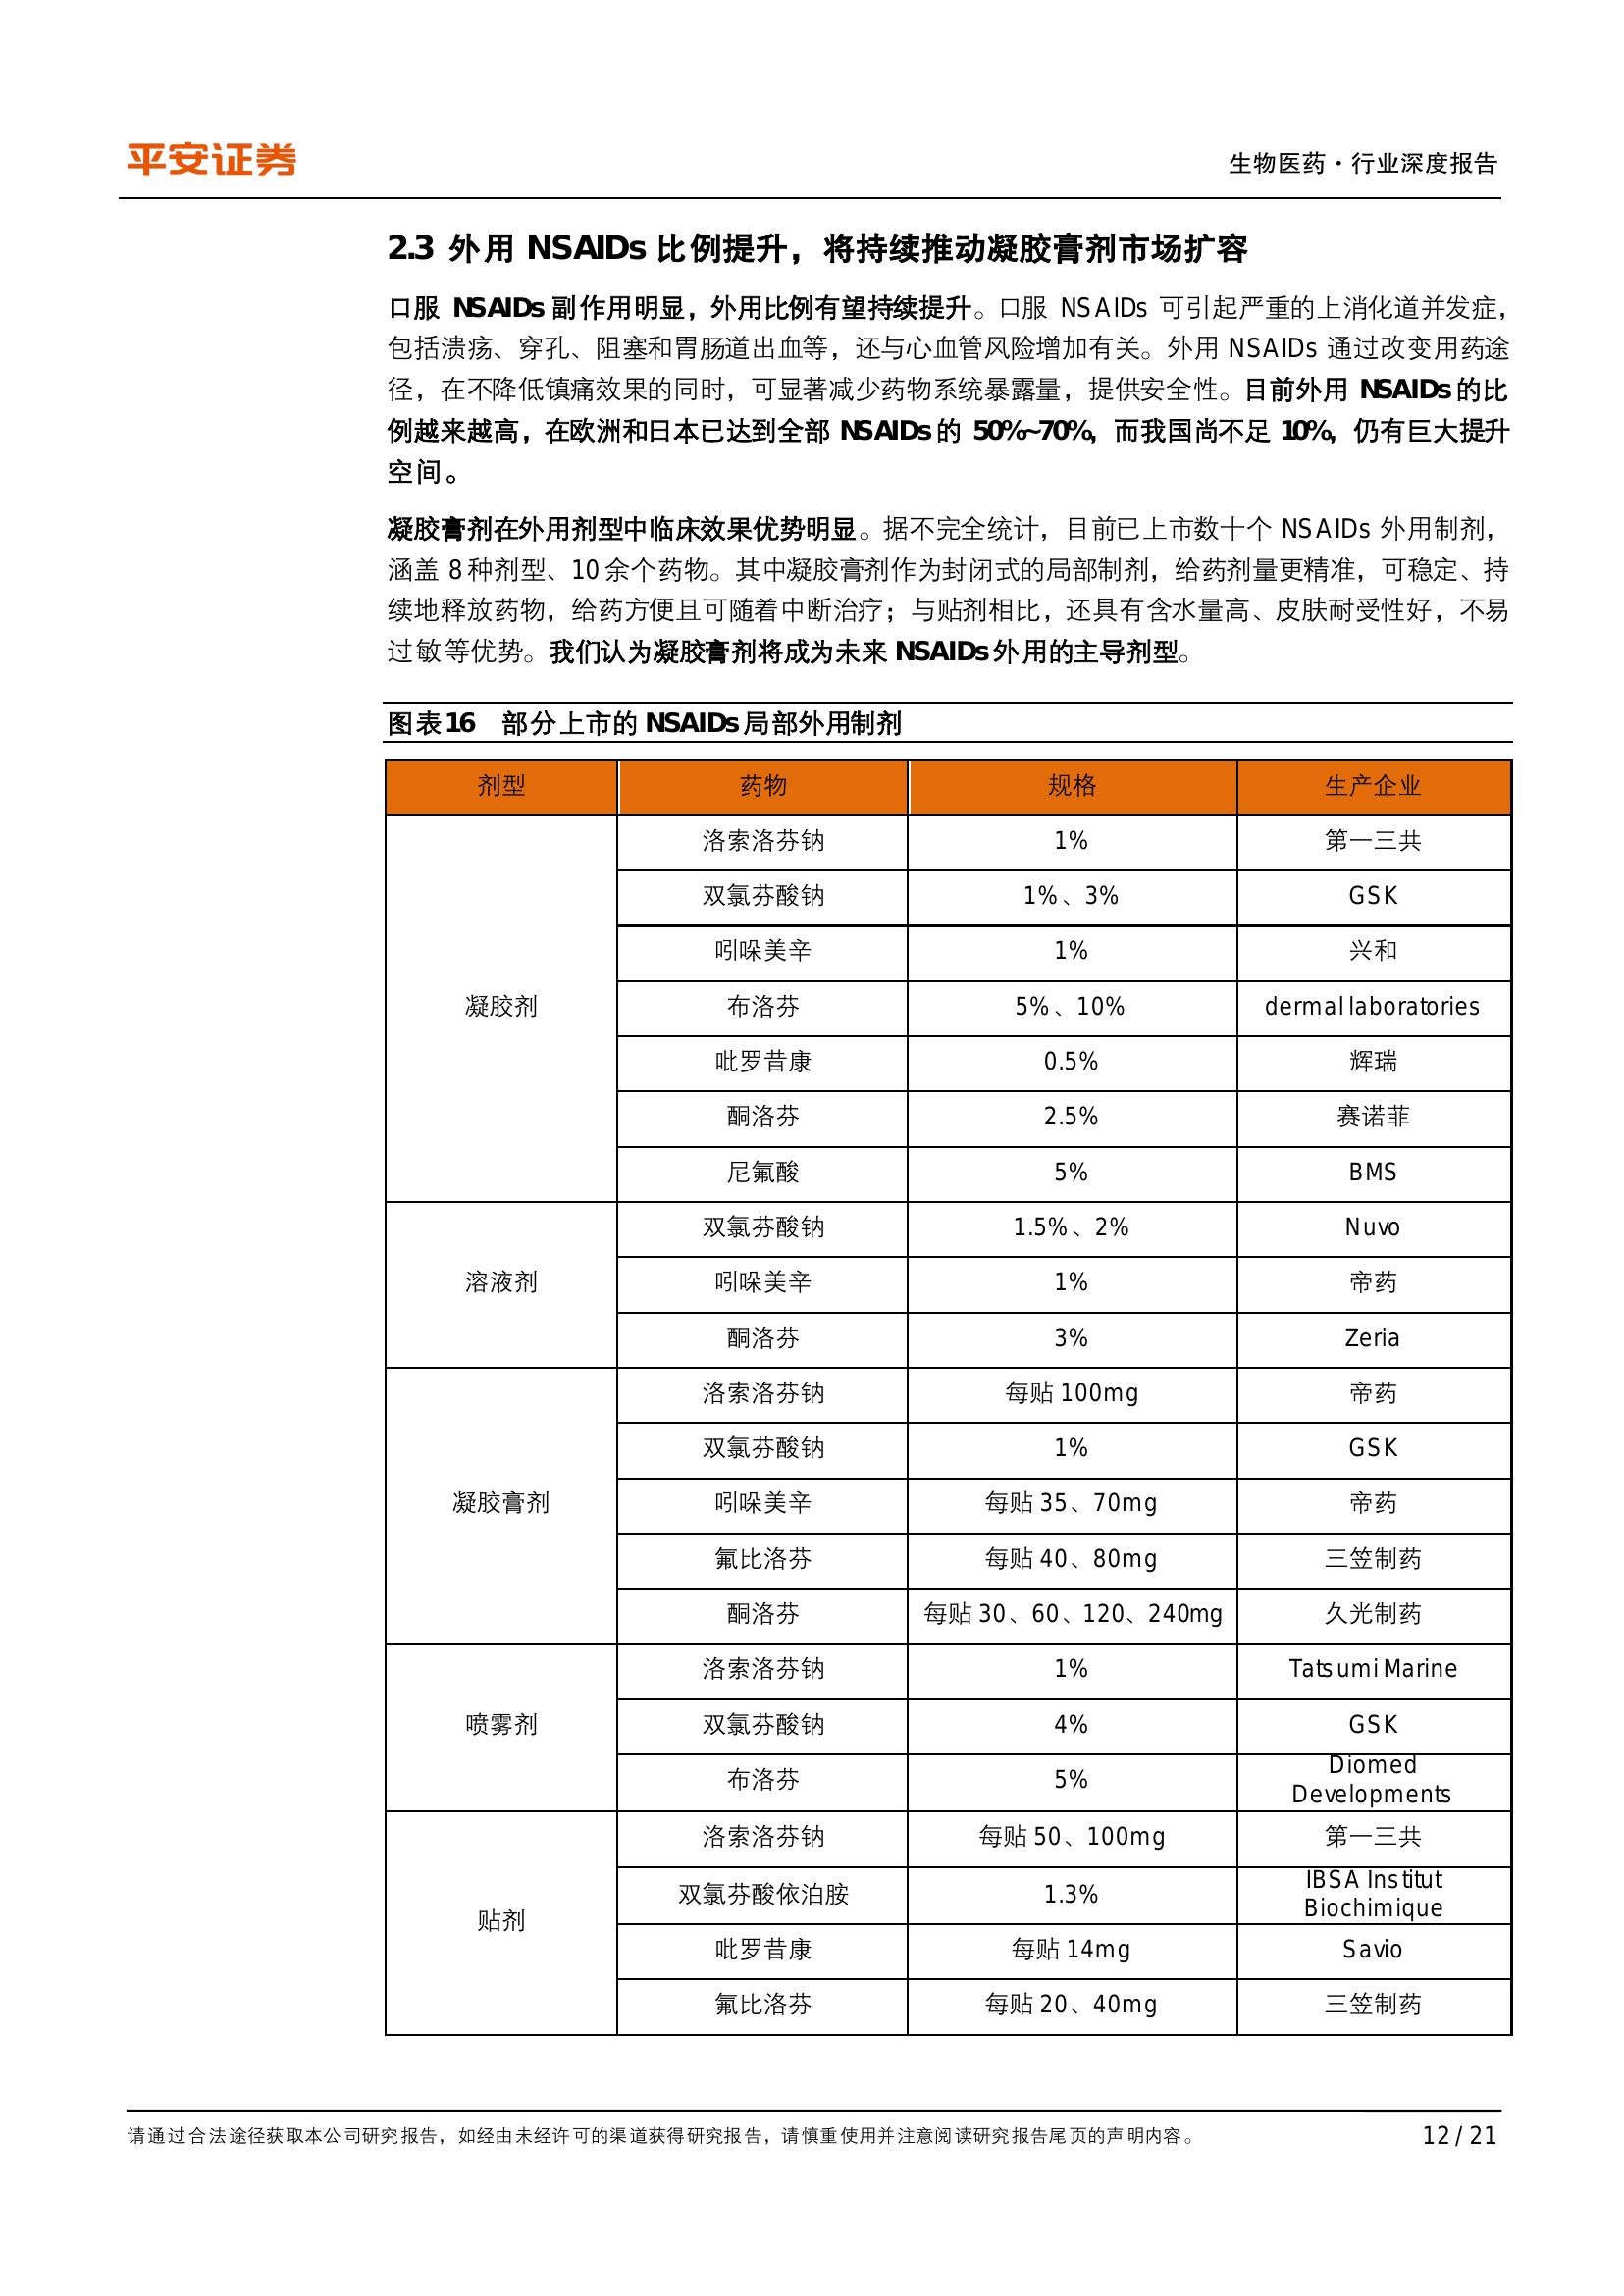 平安证券
生物医药·行业深度报告
2.3 外用 NSAIDs 比例提升，将持续推动凝胶膏剂市场扩容
口服 NSAIDs 副作用明显，外用比例有望持续提升。口服 NSAIDs 可引起严重的上消化道并发症，
包括溃疡、穿孔、阻塞和胃肠道出血等，还与心血管风险增加有关。外用 NSAIDs 通过改变用药途
径，在不降低镇痛效果的同时，可显著减少药物系统暴露量，提供安全性。目前外用 NSAIDs 的比
例越来越高，在欧洲和日本已达到全部 NSAIDs 的 50%~70%，而我国尚不足 10%，仍有巨大提升
空间。
凝胶膏剂在外用剂型中临床效果优势明显。据不完全统计，目前已上市数十个 NSAIDs 外用制剂，
涵盖 8 种剂型、10 余个药物。其中凝胶膏剂作为封闭式的局部制剂，给药剂量更精准，可稳定、持
续地释放药物，给药方便且可随着中断治疗；与贴剂相比，还具有含水量高、皮肤耐受性好，不易
过敏等优势。我们认为凝胶膏剂将成为未来 NSAIDs 外用的主导剂型。
图表16 部分上市的 NSAIDs 局部外用制剂
剂型 药物 规格 生产企业
凝胶剂 洛索洛芬钠 1% 第一三共
双氯芬酸钠 1%、3% GSK
吲哚美辛 1% 兴和
布洛芬 5%、10% dermal laboratories
吡罗昔康 0.5% 辉瑞
酮洛芬 2.5% 赛诺菲
尼氟酸 5% BMS
溶液剂 双氯芬酸钠 1.5%、2% Nuvo
吲哚美辛 1% 帝药
酮洛芬 3% Zeria
凝胶膏剂 洛索洛芬钠 每贴 100mg 帝药
双氯芬酸钠 1% GSK
吲哚美辛 每贴 35、70mg 帝药
氟比洛芬 每贴 40、80mg 三笠制药
酮洛芬 每贴 30、60、120、240mg 久光制药
喷雾剂 洛索洛芬钠 1% Tatsumi Marine
双氯芬酸钠 4% GSK
布洛芬 5% Diomed
Developments
贴剂 洛索洛芬钠 每贴 50、100mg 第一三共
双氯芬酸依泊胺 1.3% IBSA Institut
Biochimique
吡罗昔康 每贴 14mg Savio
氟比洛芬 每贴 20、40mg 三笠制药
请通过合法途径获取本公司研究报告，如经由未经许可的渠道获得研究报告，请慎重使用并注意阅读研究报告尾页的声明内容。
12 / 21